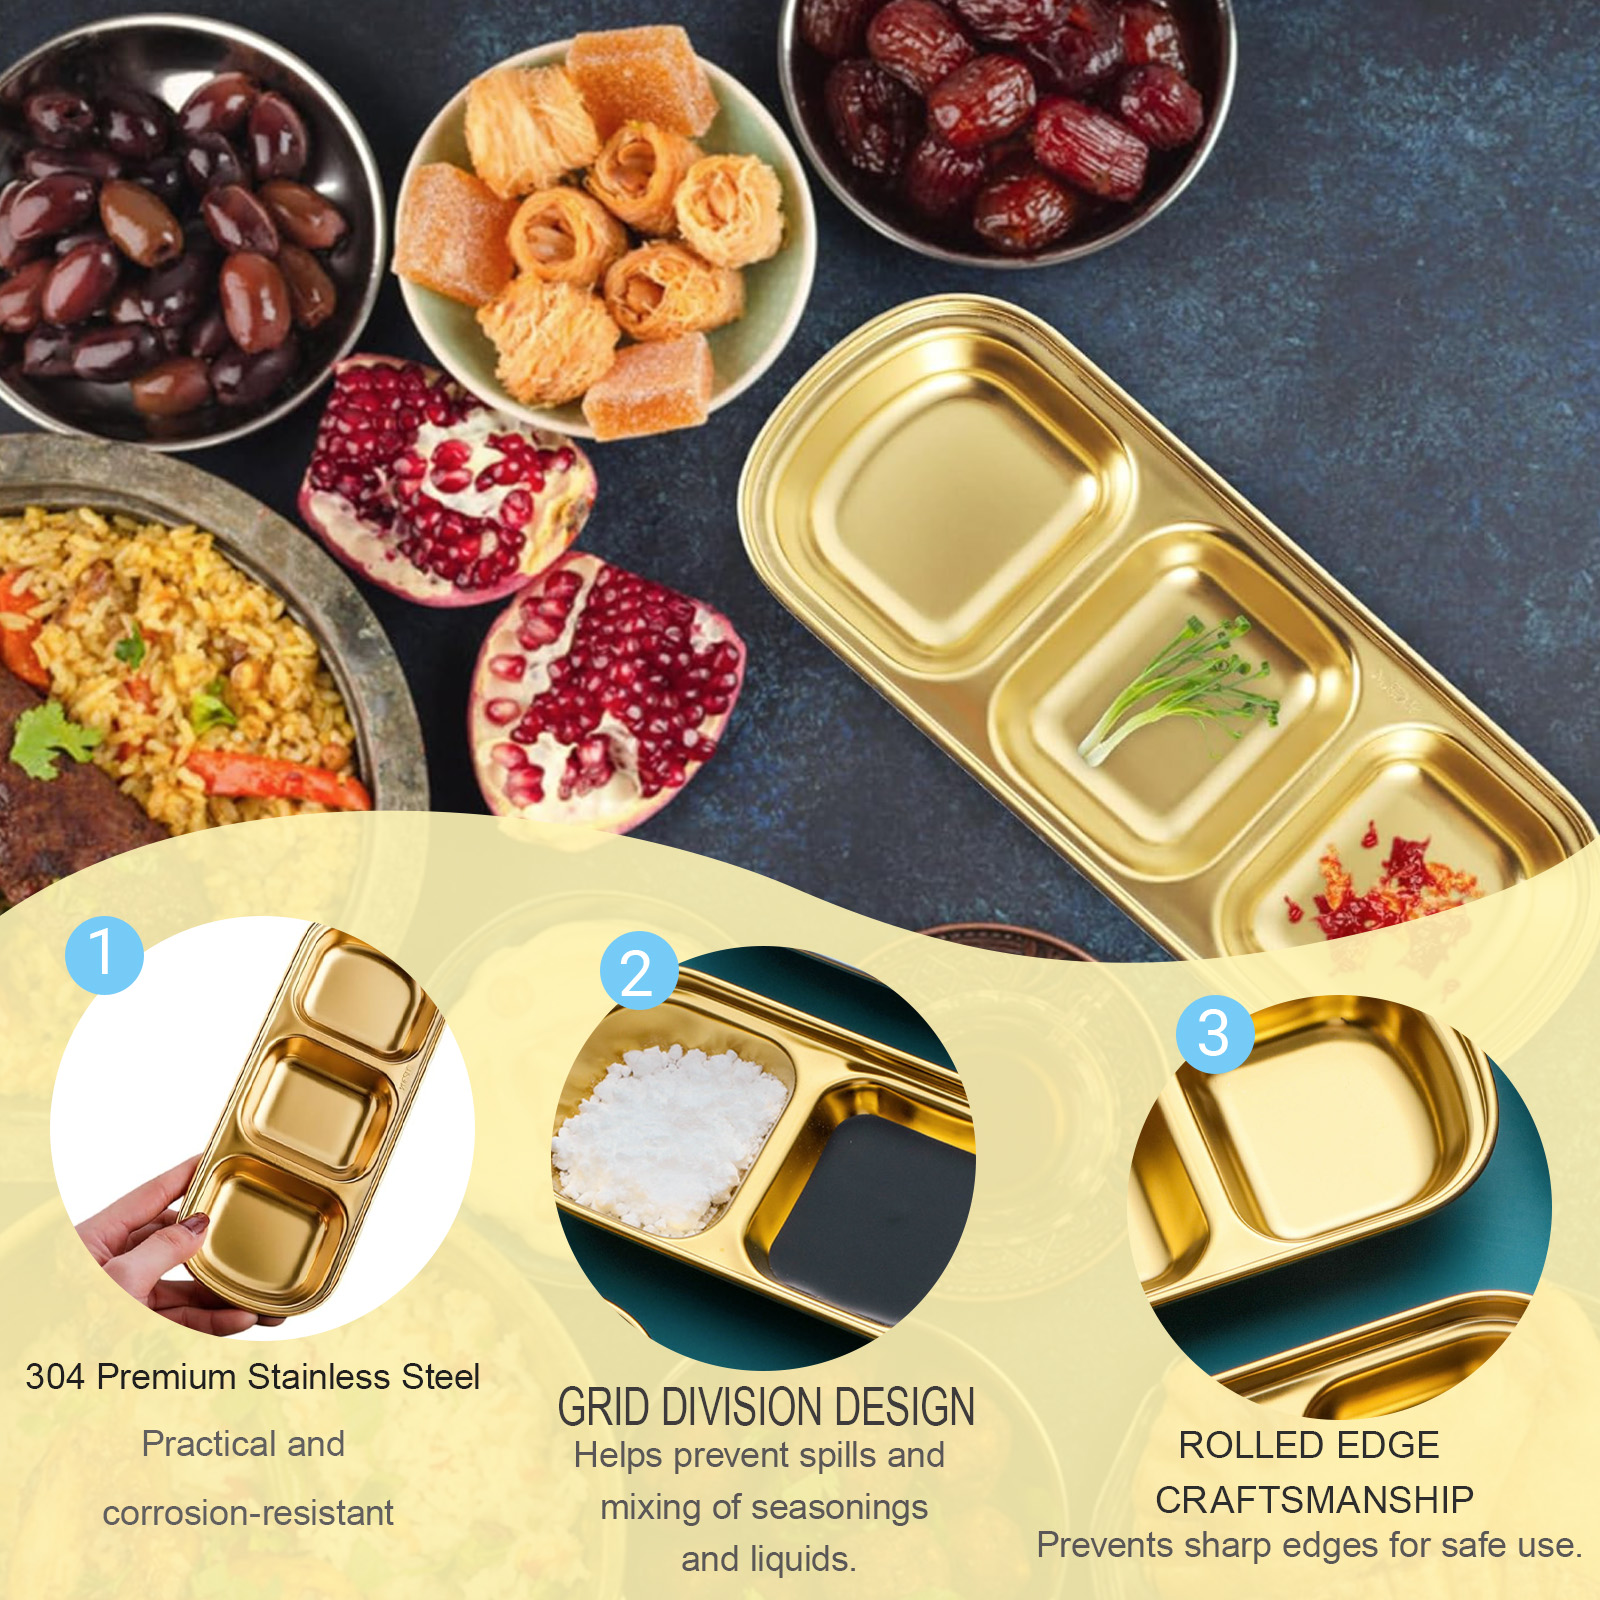 1
304 Premium Stainless Steel
Practical and
corrosion-resistant
2
GRID DIVISION DESIGN
Helps prevent spills and
mixing of seasonings
and liquids.
3
ROLLED EDGE
CRAFTSMANSHIP
Prevents sharp edges for safe use.